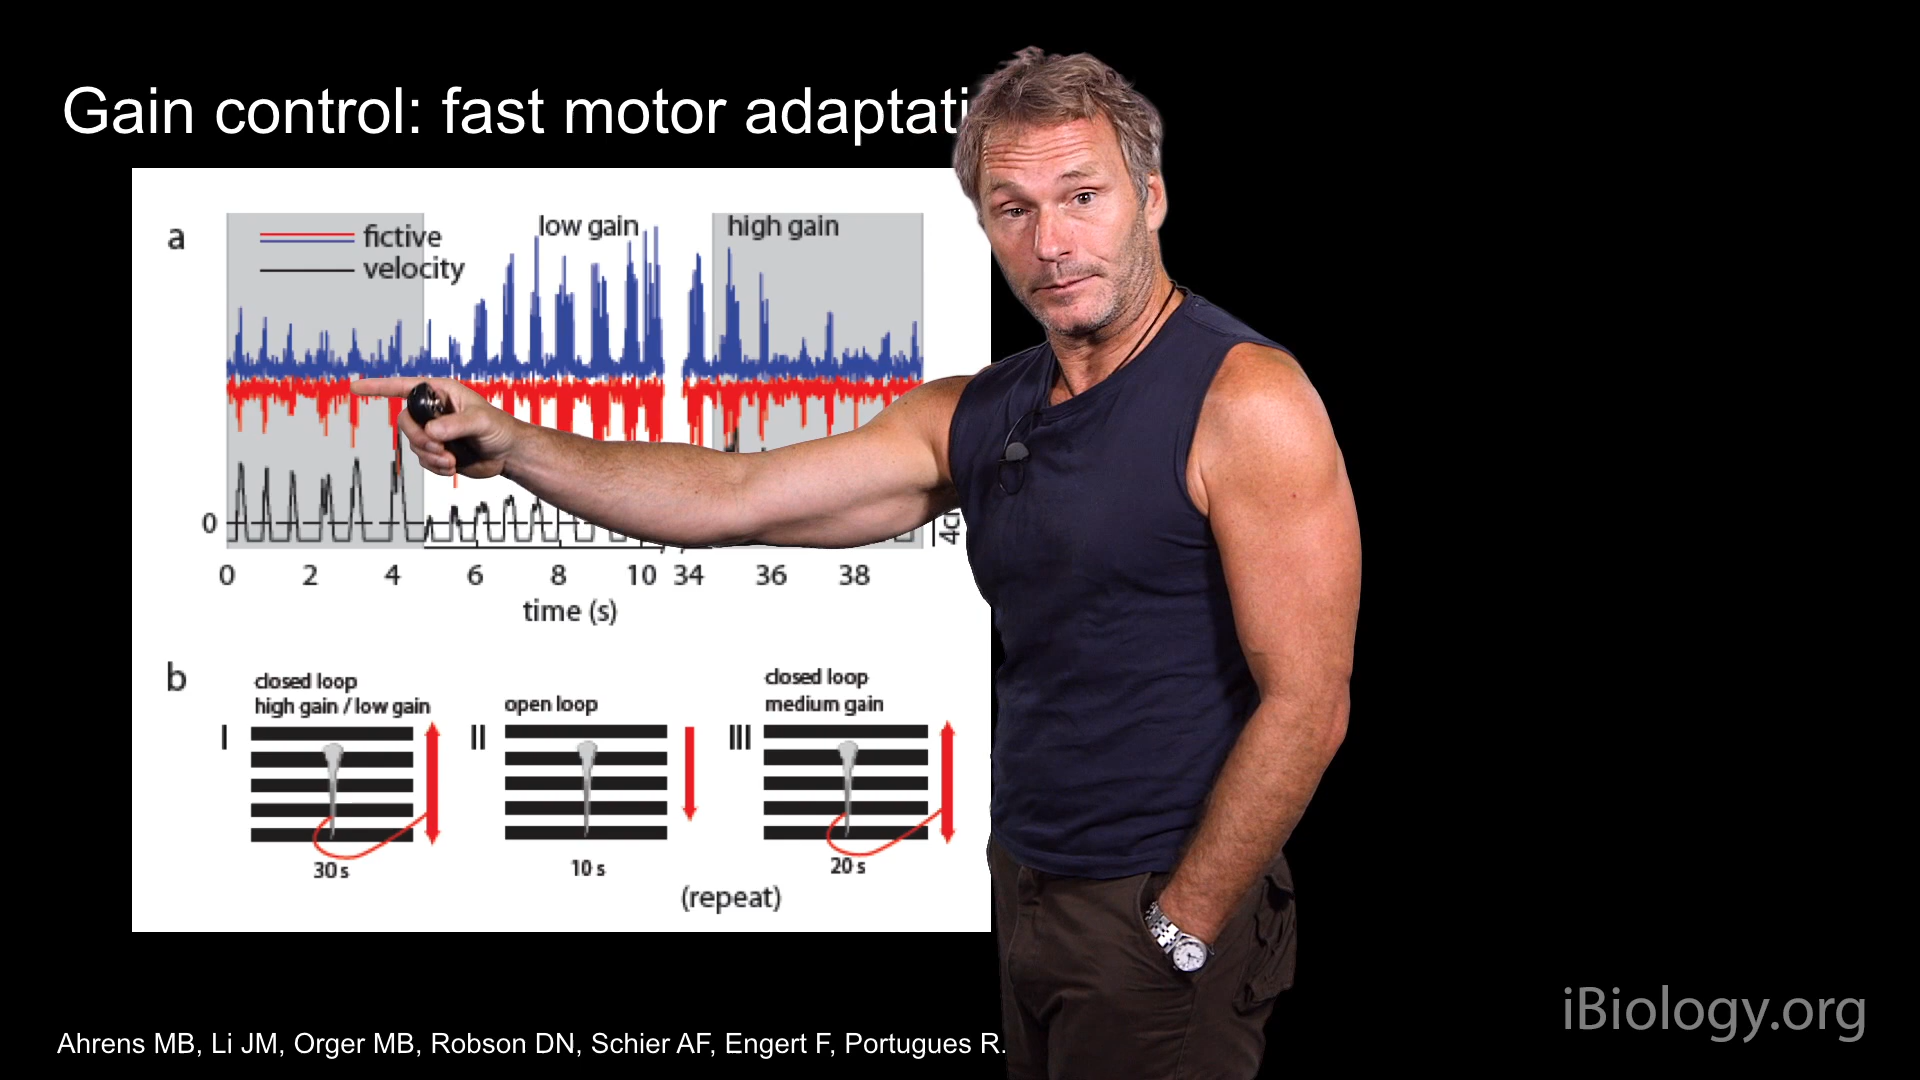 Gain control: fast motor adaptati
a
fictive
velocity
low gain
high gain
0
4c
0 2 4 6 8 10 34 36 38
time (s)
b
closed loop
high gain / low gain
open loop
closed loop
medium gain
I
II
III
30 s
10 s
20 s
(repeat)
iBiology.org
Ahrens MB, Li JM, Orger MB, Robson DN, Schier AF, Engert F, Portugues R.